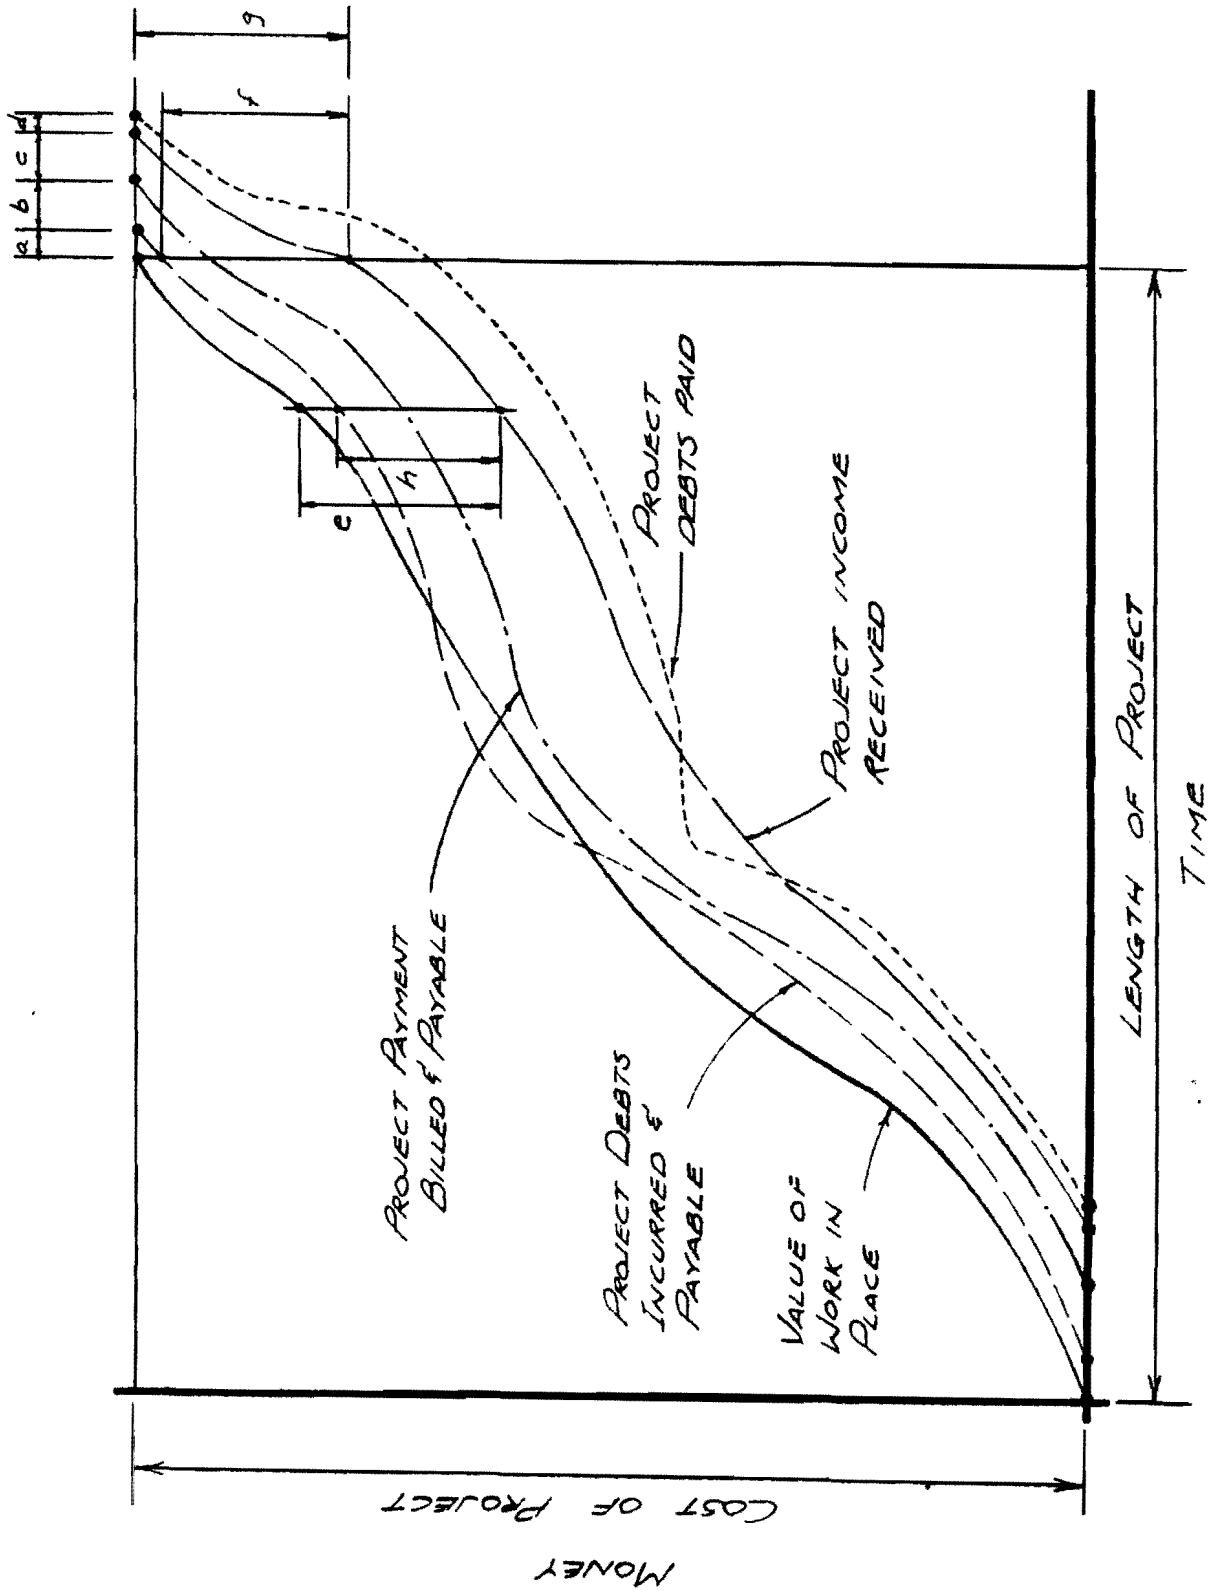 a b c d
g
f
e
h
PROJECT PAYMENT
BILLED & PAYABLE
PROJECT DEBTS
INCURRED &
PAYABLE
VALUE OF
WORK IN
PLACE
PROJECT
DEBTS PAID
PROJECT INCOME
RECEIVED
LENGTH OF PROJECT
TIME
COST OF PROJECT
MONEY